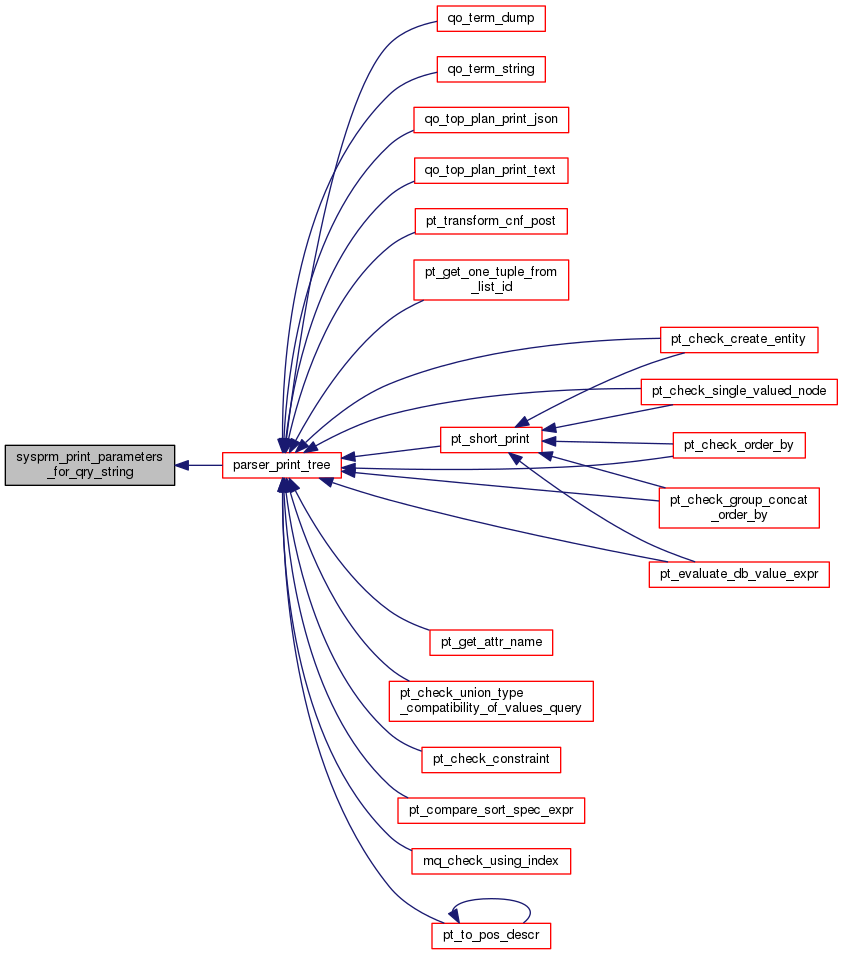 qo_term_dump
qo_term_string
qo_top_plan_print_json
qo_top_plan_print_text
pt_transform_cnf_post
pt_get_one_tuple_from
_list_id
pt_check_create_entity
pt_check_single_valued_node
pt_short_print
pt_check_order_by
sysprm_print_parameters
_for_qry_string
parser_print_tree
pt_check_group_concat
_order_by
pt_evaluate_db_value_expr
pt_get_attr_name
pt_check_union_type
_compatibility_of_values_query
pt_check_constraint
pt_compare_sort_spec_expr
mq_check_using_index
pt_to_pos_descr